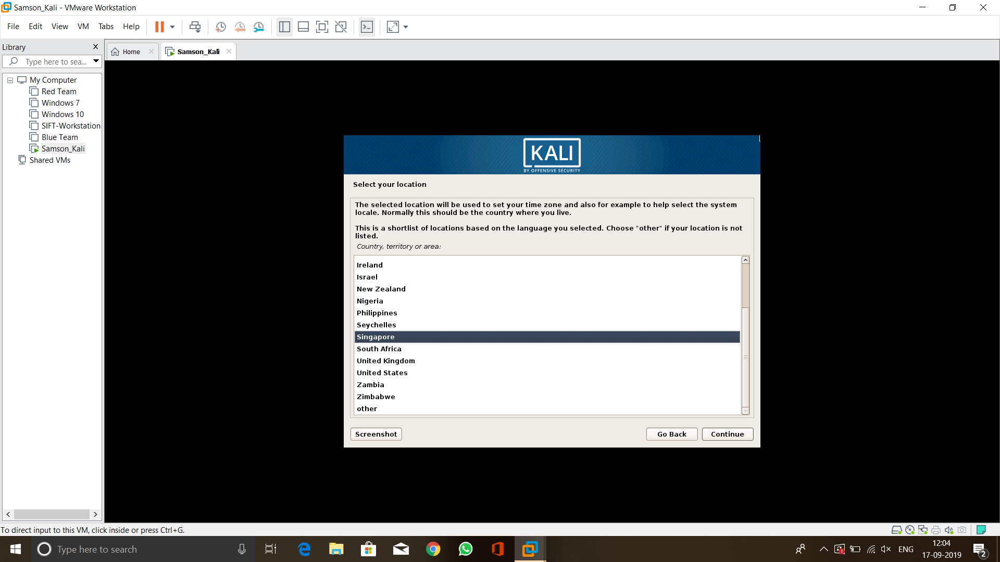 Samson_Kali - VMware Workstation
File Edit View VM Tabs Help
Library
Type here to sea...
Home
Samson_Kali
My Computer
Red Team
Windows 7
Windows 10
SIFT-Workstation
Blue Team
Samson_Kali
Shared VMs
KALI
BY OFFENSIVE SECURITY
Select your location
The selected location will be used to set your time zone and also for example to help select the system
locale. Normally this should be the country where you live.
This is a shortlist of locations based on the language you selected. Choose "other" if your location is not
listed.
Country, territory or area:
Ireland
Israel
New Zealand
Nigeria
Philippines
Seychelles
Singapore
South Africa
United Kingdom
United States
Zambia
Zimbabwe
other
Screenshot
Go Back
Continue
To direct input to this VM, click inside or press Ctrl+G.
Type here to search
ENG
12:04
17-09-2019
2